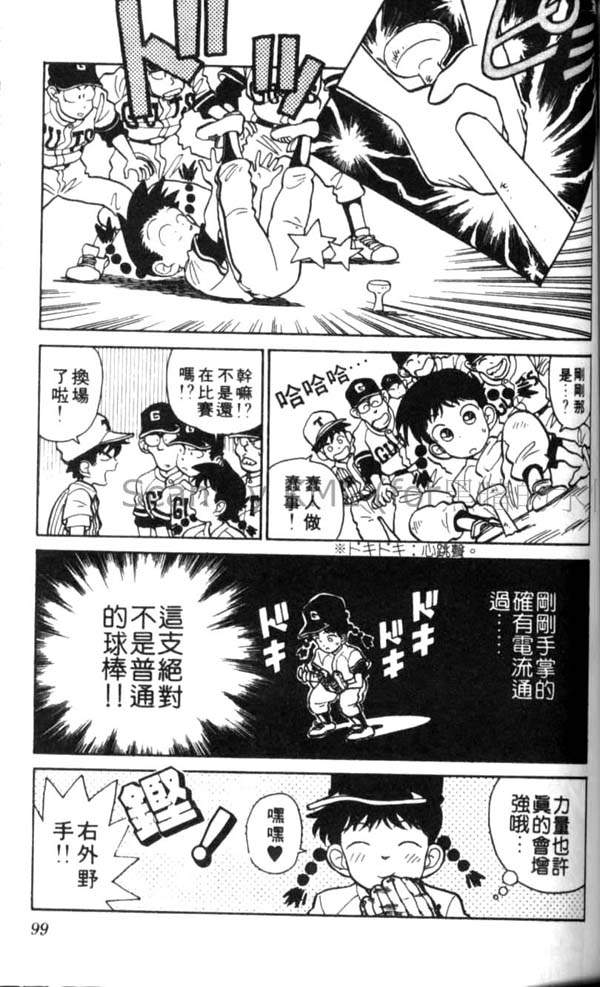 ドッドッ
剛剛那
是…?
哈哈哈…
蠢人做
蠢事!
幹嘛!?
不是還
在比賽
嗎!?
換場
了啦!
※ドキドキ:心跳聲。
剛剛手掌的
確有電流通
過……
ドキ
ドキ
這支絕對
不是普通
的球棒!!
力量也許
真的會增
強哦…
嘿
嘿
♥
鏗!
右外野
手!!
99